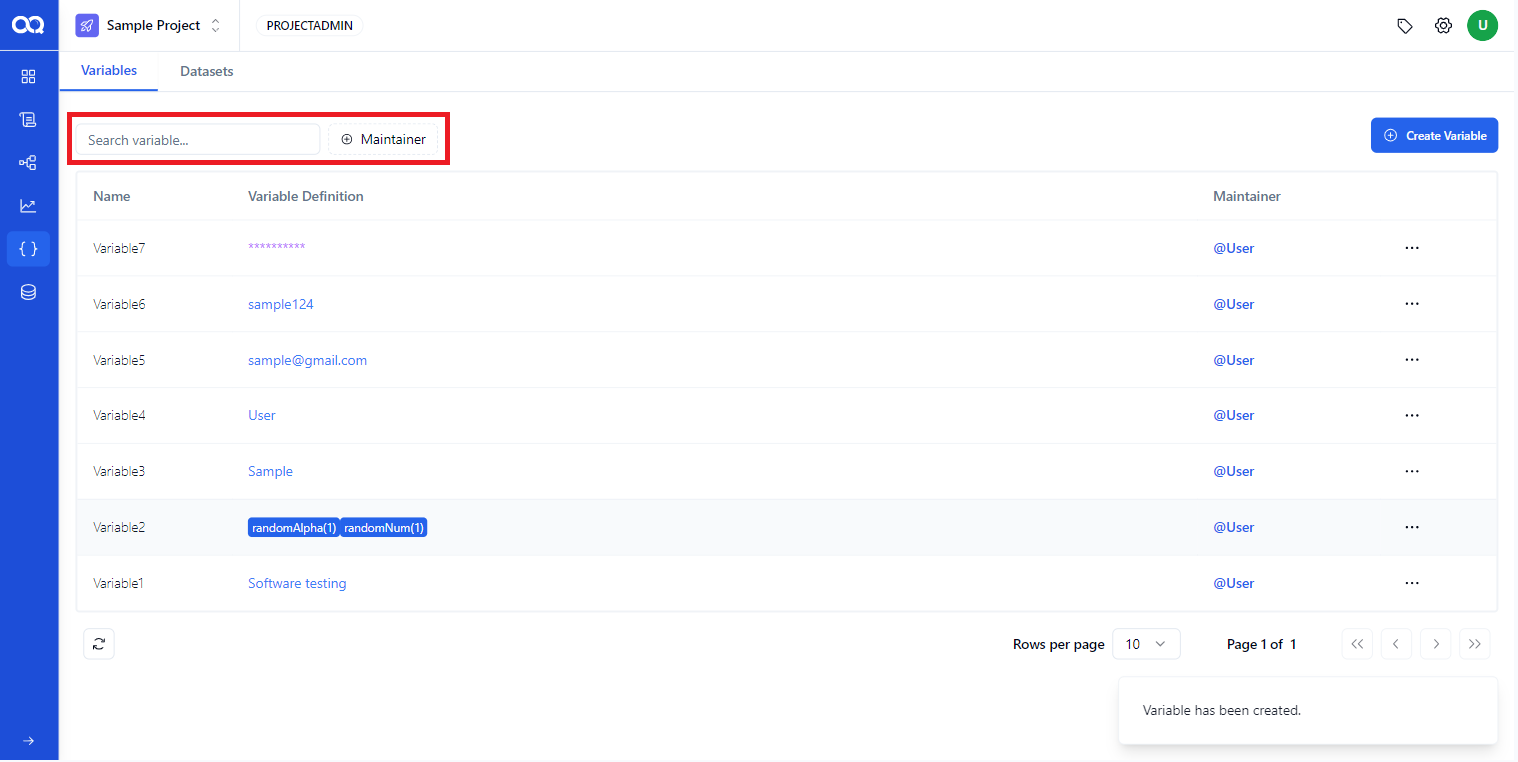 Sample Project PROJECTADMIN U
Variables Datasets
Search variable... Maintainer Create Variable
Name Variable Definition Maintainer
Variable7 ********** @User ...
Variable6 sample124 @User ...
Variable5 sample@gmail.com @User ...
Variable4 User @User ...
Variable3 Sample @User ...
Variable2 randomAlpha(1) randomNum(1) @User ...
Variable1 Software testing @User ...
Rows per page 10 Page 1 of 1
Variable has been created.